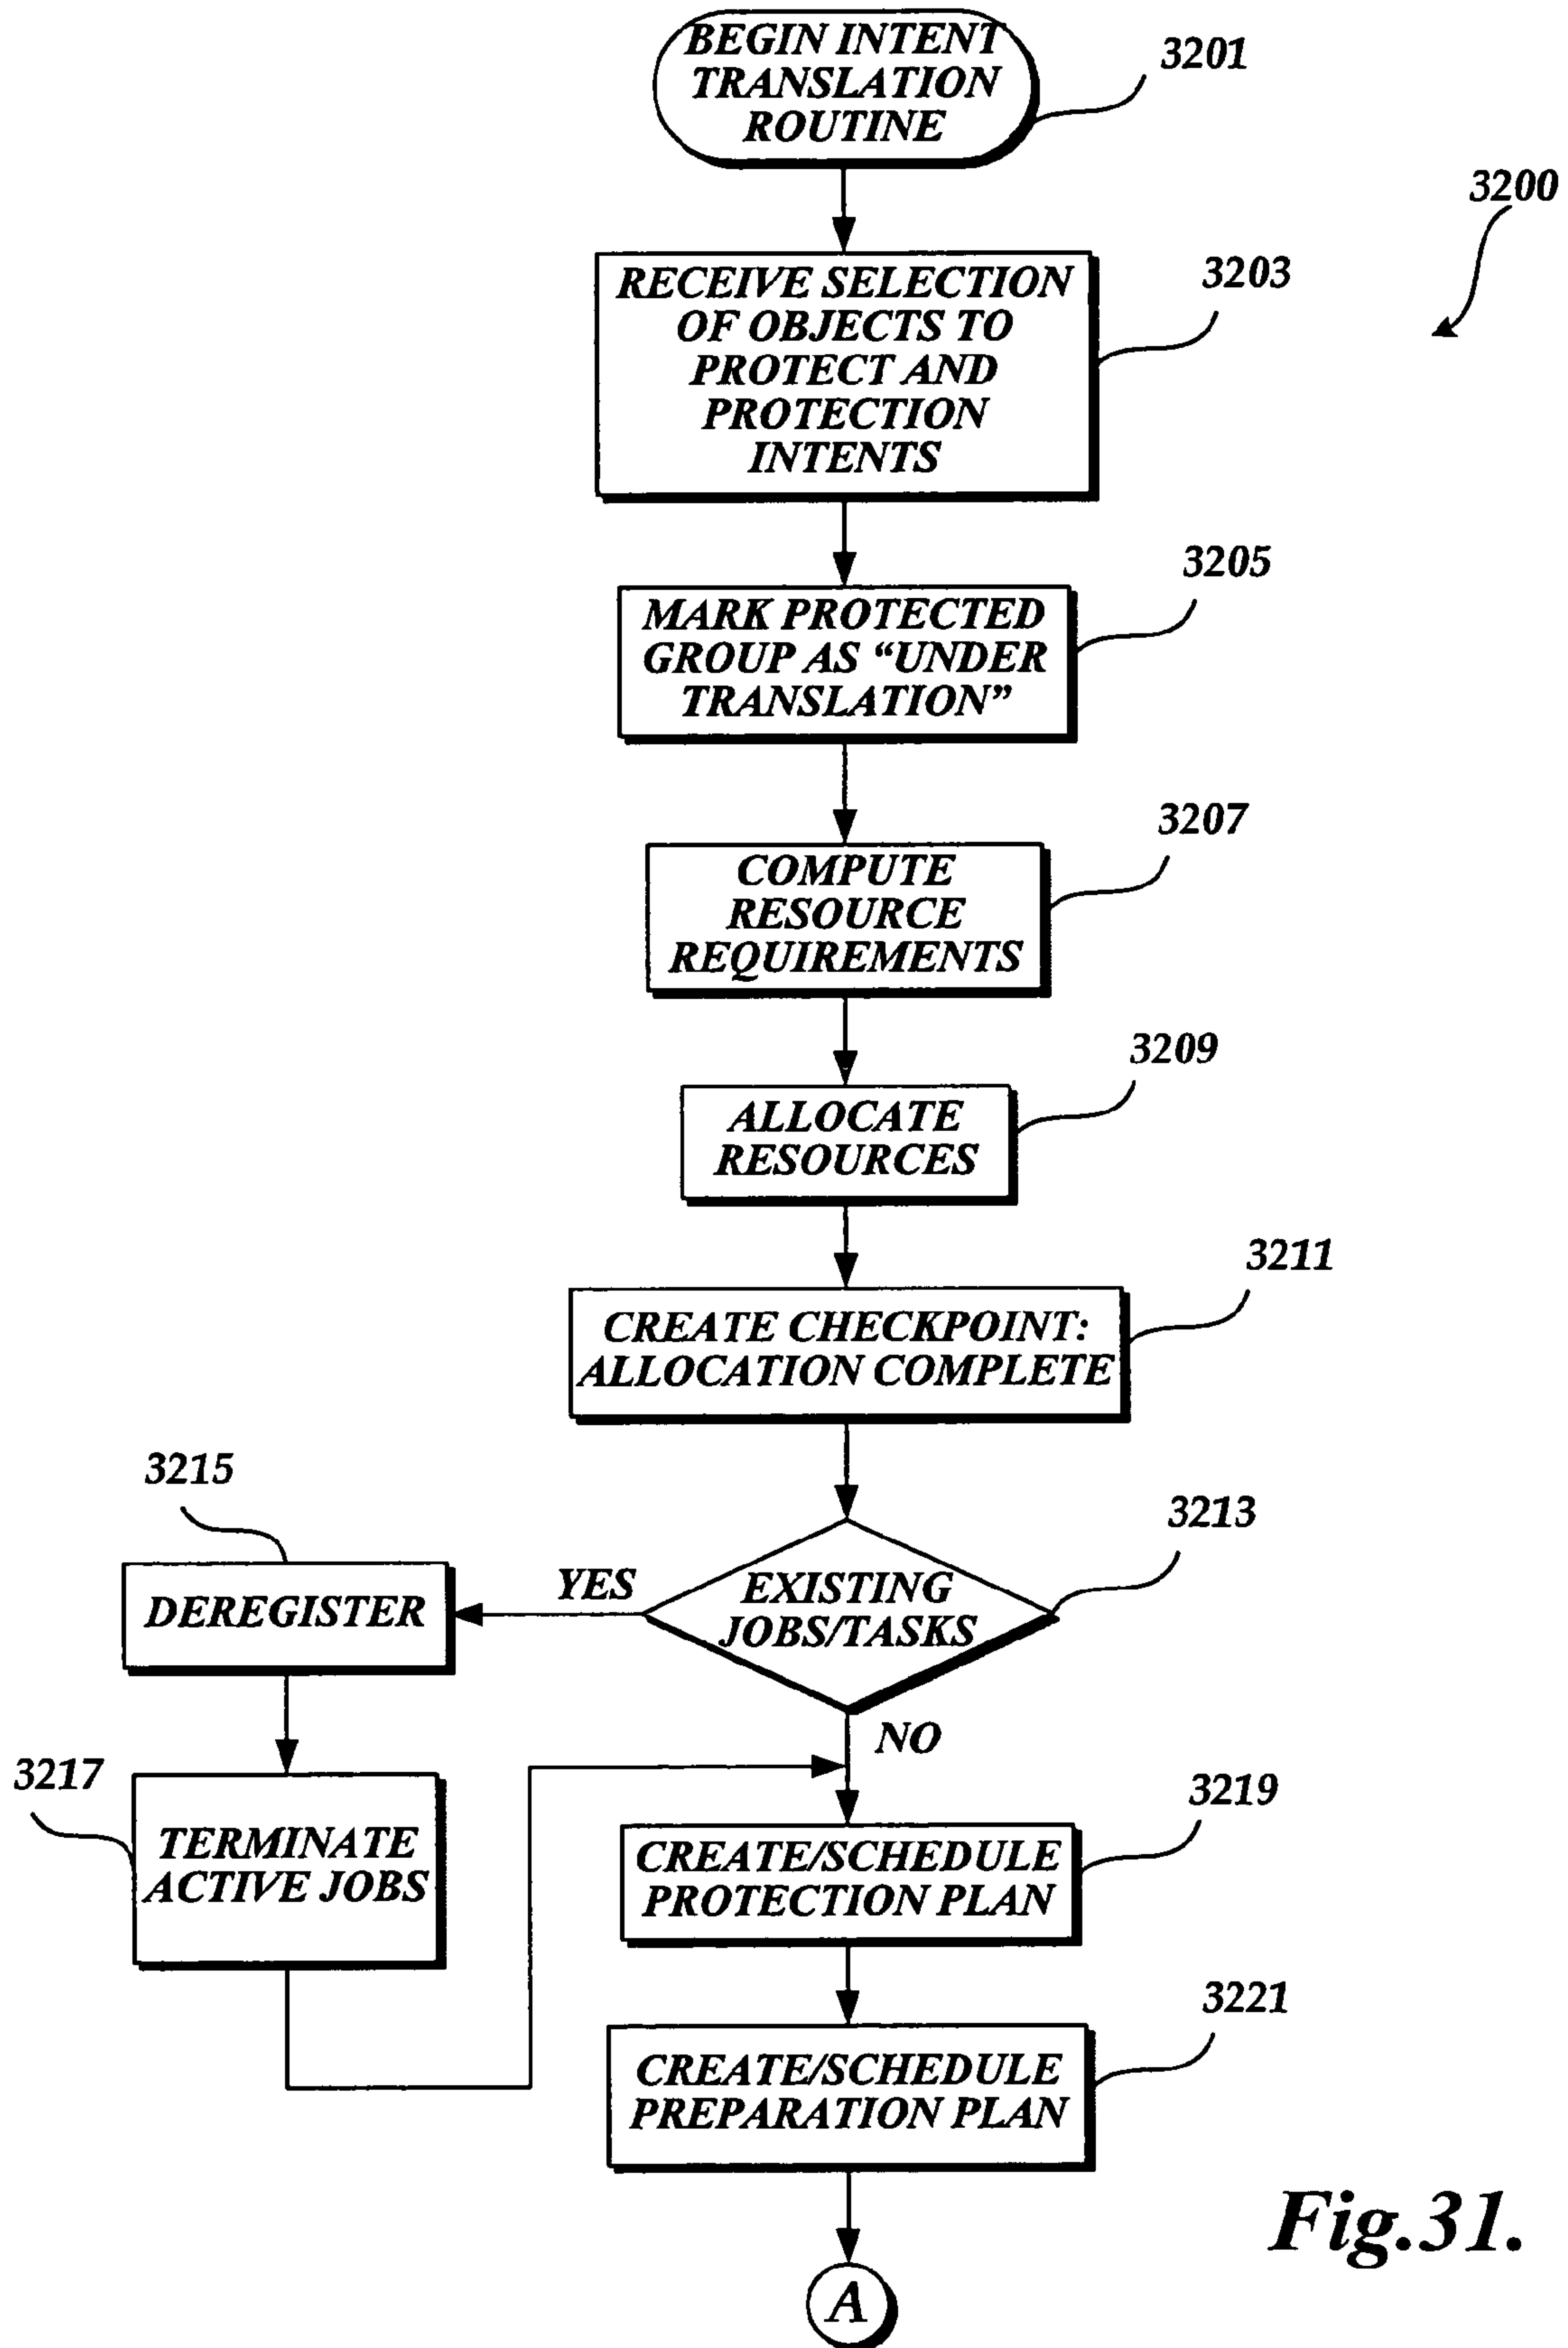 BEGIN INTENT
TRANSLATION
ROUTINE
3201
3200
RECEIVE SELECTION
OF OBJECTS TO
PROTECT AND
PROTECTION
INTENTS
3203
MARK PROTECTED
GROUP AS “UNDER
TRANSLATION”
3205
COMPUTE
RESOURCE
REQUIREMENTS
3207
ALLOCATE
RESOURCES
3209
CREATE CHECKPOINT:
ALLOCATION COMPLETE
3211
EXISTING
JOBS/TASKS
3213
YES
3215
DEREGISTER
NO
3217
TERMINATE
ACTIVE JOBS
CREATE/SCHEDULE
PROTECTION PLAN
3219
CREATE/SCHEDULE
PREPARATION PLAN
3221
A
Fig.31.